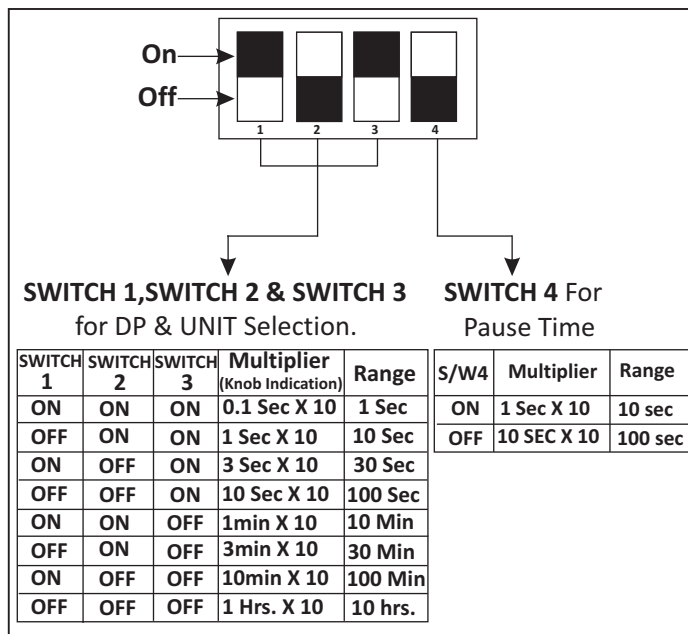 On
Off
1 2 3 4
SWITCH 1,SWITCH 2 & SWITCH 3
for DP & UNIT Selection.
SWITCH 4 For
Pause Time
SWITCH 1 SWITCH 2 SWITCH 3 Multiplier (Knob Indication) Range
ON ON ON 0.1 Sec X 10 1 Sec
OFF ON ON 1 Sec X 10 10 Sec
ON OFF ON 3 Sec X 10 30 Sec
OFF OFF ON 10 Sec X 10 100 Sec
ON ON OFF 1min X 10 10 Min
OFF ON OFF 3min X 10 30 Min
ON OFF OFF 10min X 10 100 Min
OFF OFF OFF 1 Hrs. X 10 10 hrs.
S/W4 Multiplier Range
ON 1 Sec X 10 10 sec
OFF 10 SEC X 10 100 sec